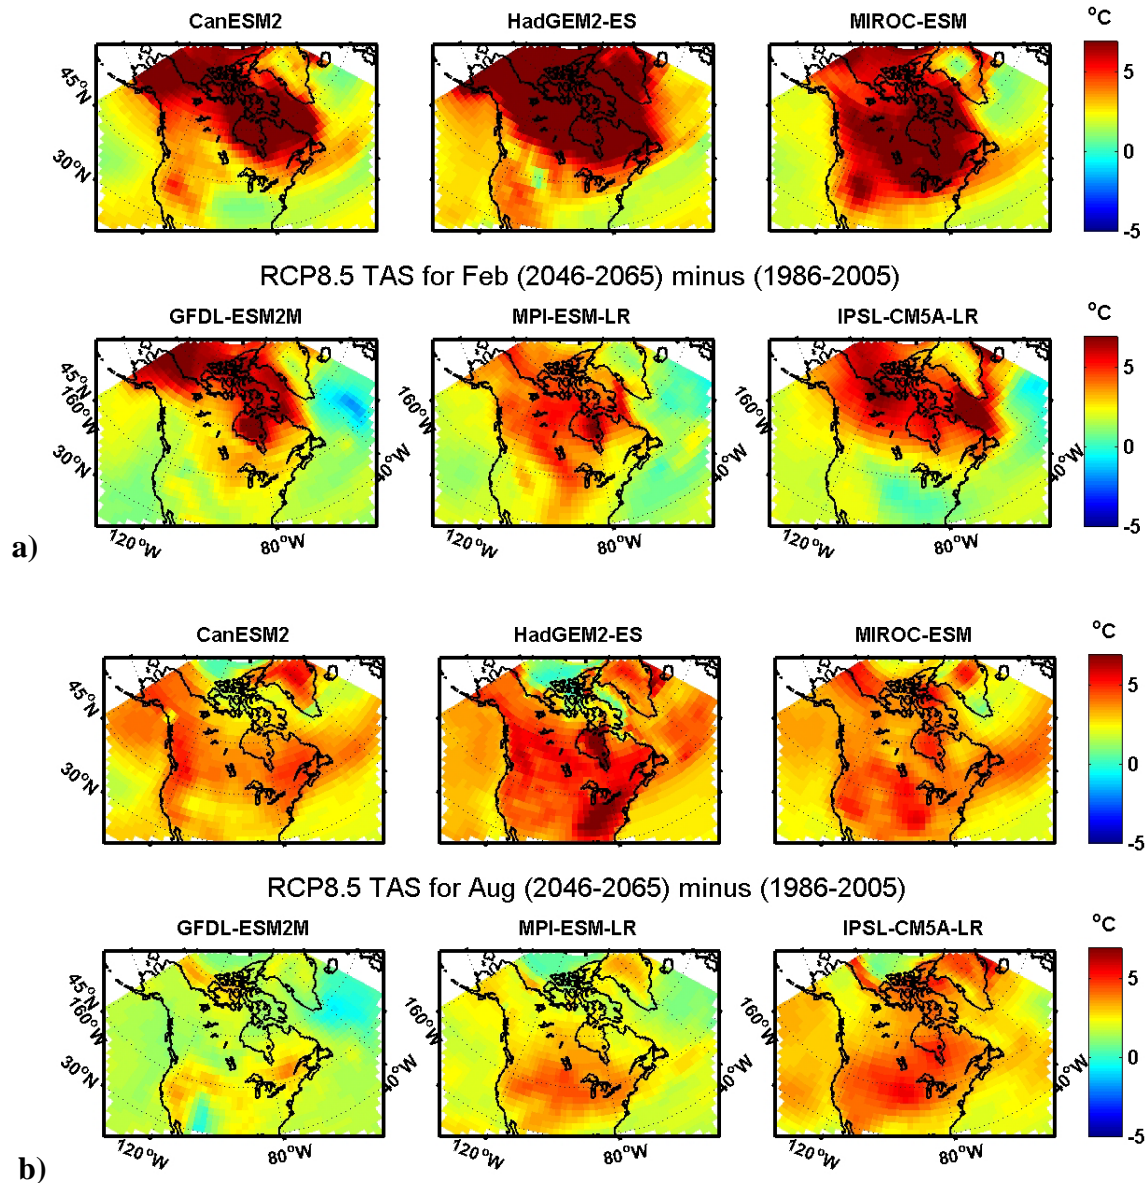 CanESM2 HadGEM2-ES MIROC-ESM °C
45°N
30°N
5
0
-5
RCP8.5 TAS for Feb (2046-2065) minus (1986-2005)
GFDL-ESM2M MPI-ESM-LR IPSL-CM5A-LR °C
45°N
160°W 160°W
30°N 40°W 40°W
5
0
-5
120°W 80°W 120°W 80°W 120°W 80°W
a)
CanESM2 HadGEM2-ES MIROC-ESM °C
45°N
30°N
5
0
-5
RCP8.5 TAS for Aug (2046-2065) minus (1986-2005)
GFDL-ESM2M MPI-ESM-LR IPSL-CM5A-LR °C
45°N
160°W 160°W
30°N 40°W 40°W
5
0
-5
120°W 80°W 120°W 80°W 120°W 80°W
b)